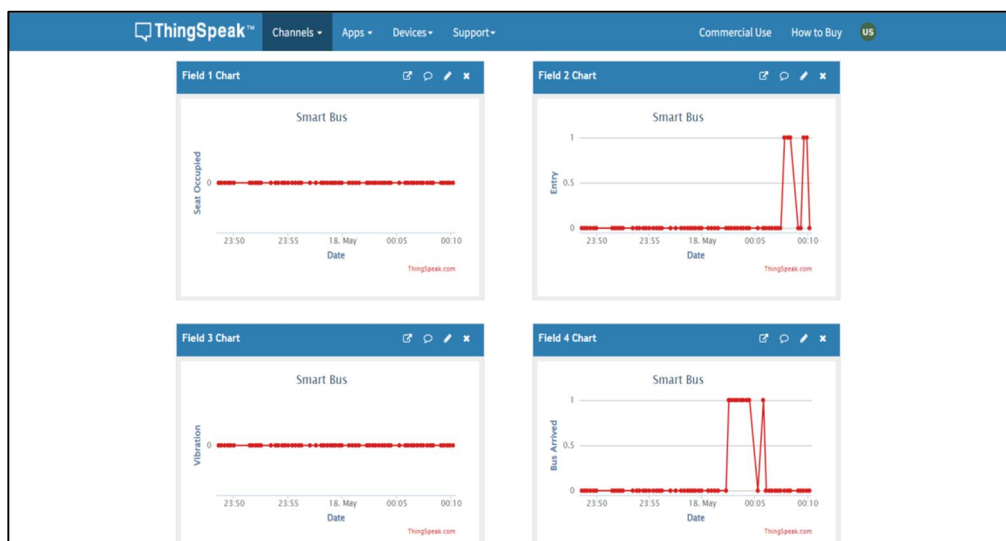 ThingSpeak™ Channels Apps Devices Support Commercial Use How to Buy US
Field 1 Chart
Smart Bus
Seat Occupied
0
23:50 23:55 18. May 00:05 00:10
Date
ThingSpeak.com
Field 2 Chart
Smart Bus
Entry
1
0.5
0
23:50 23:55 18. May 00:05 00:10
Date
ThingSpeak.com
Field 3 Chart
Smart Bus
Vibration
0
23:50 23:55 18. May 00:05 00:10
Date
ThingSpeak.com
Field 4 Chart
Smart Bus
Bus Arrived
1
0.5
0
23:50 23:55 18. May 00:05 00:10
Date
ThingSpeak.com